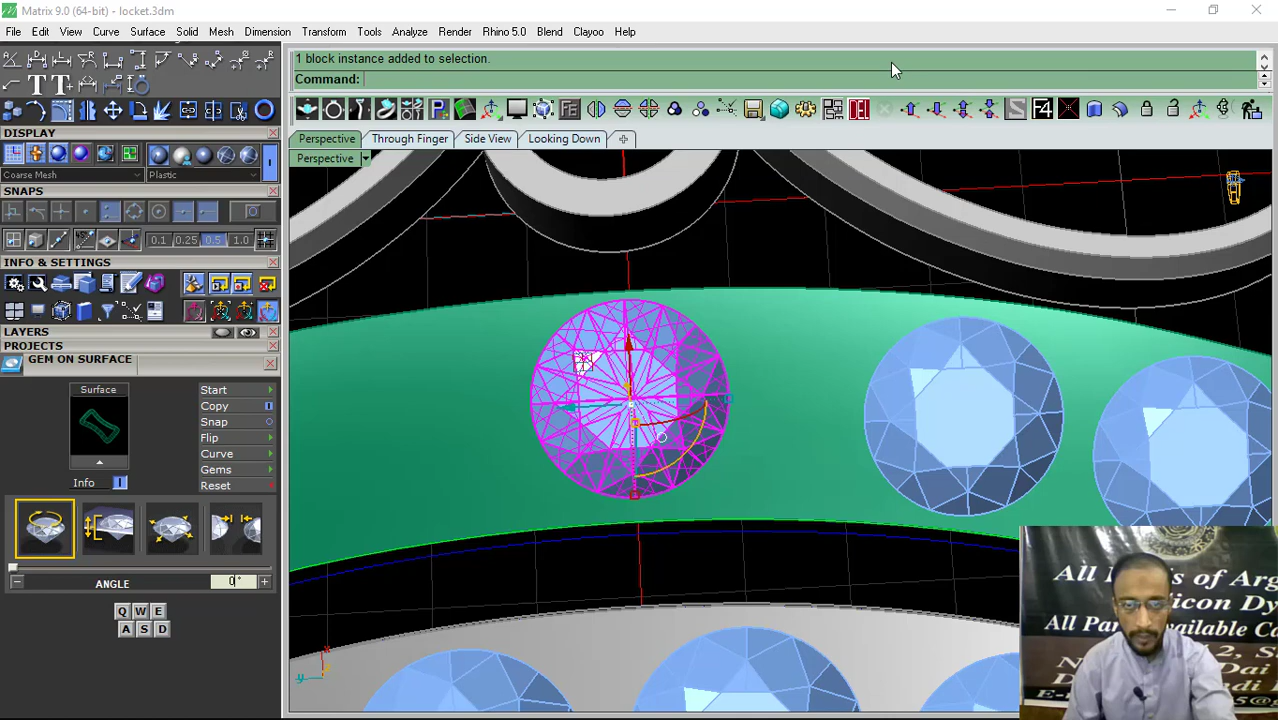 Matrix 9.0 (64-bit) - locket.3dm
File Edit View Curve Surface Solid Mesh Dimension Transform Tools Analyze Render Rhino 5.0 Blend Clayoo Help
1 block instance added to selection.
Command:
DISPLAY
Perspective Through Finger Side View Looking Down
Perspective
Coarse Mesh Plastic
SNAPS
0.1 0.25 0.5 1.0
INFO & SETTINGS
LAYERS
PROJECTS
GEM ON SURFACE
Surface
Start
Copy
Snap
Flip
Curve
Gems
Info
Reset
ANGLE 0°
Q W E
A S D
y
All
of Arg
licon Dy
All Par
vailable Ca